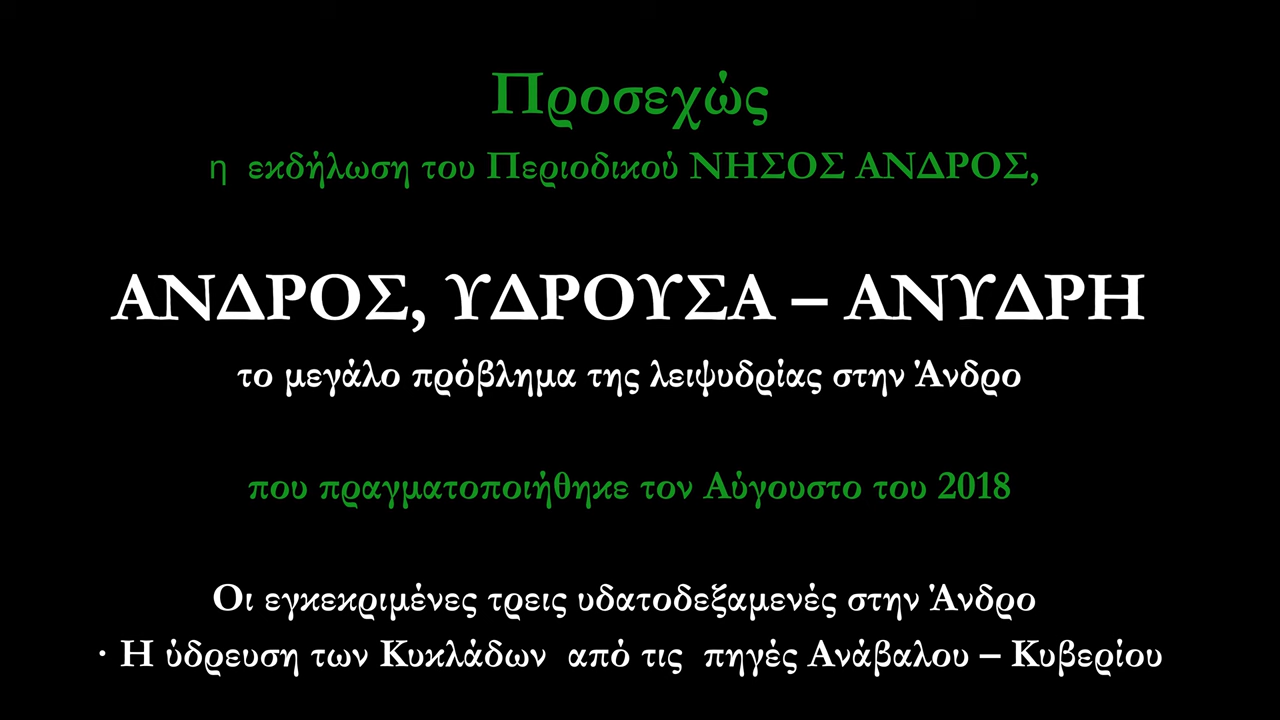 Προσεχώς
η εκδήλωση του Περιοδικού ΝΗΣΟΣ ΑΝΔΡΟΣ,
ΑΝΔΡΟΣ, ΥΔΡΟΥΣΑ – ΑΝΥΔΡΗ
το μεγάλο πρόβλημα της λειψυδρίας στην Άνδρο
που πραγματοποιήθηκε τον Αύγουστο του 2018
Οι εγκεκριμένες τρεις υδατοδεξαμενές στην Άνδρο
· Η ύδρευση των Κυκλάδων από τις πηγές Ανάβαλου – Κυβερίου